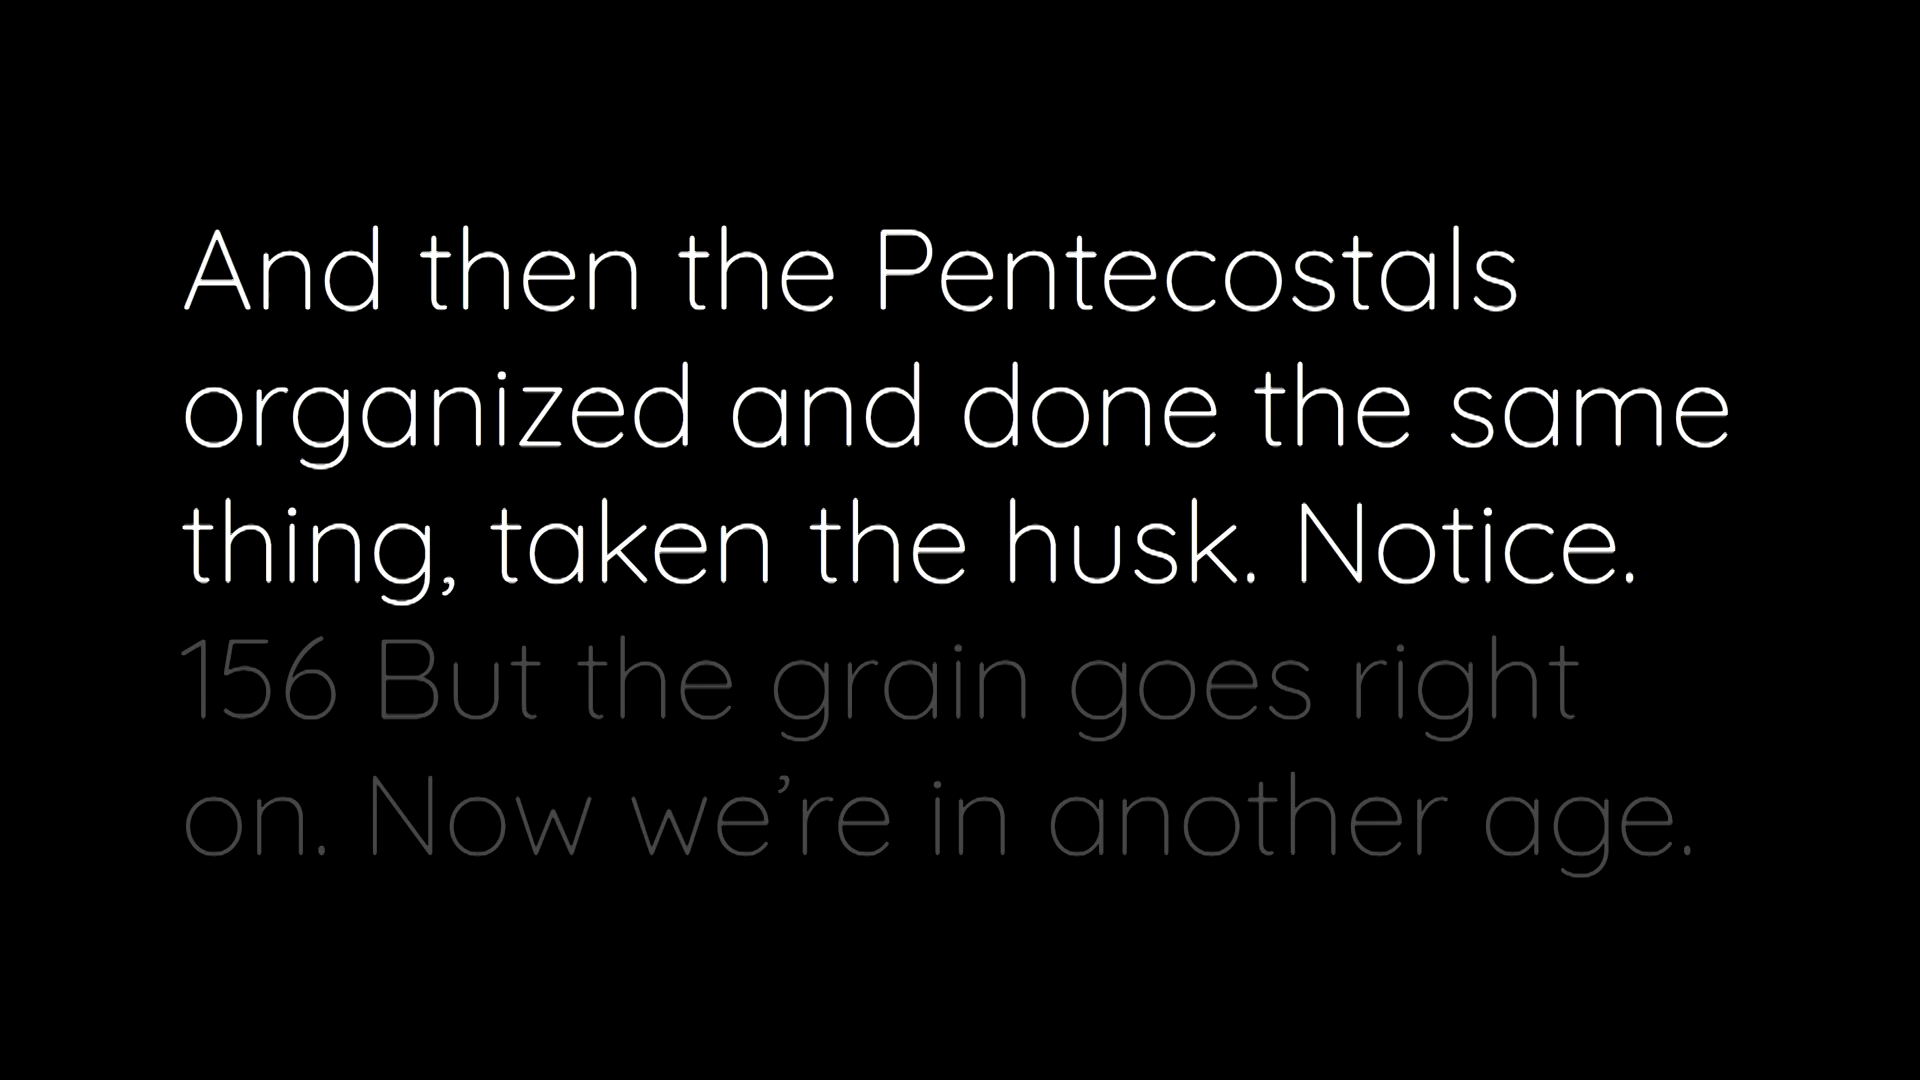 And then the Pentecostals
organized and done the same
thing, taken the husk. Notice.
156 But the grain goes right
on. Now we’re in another age.